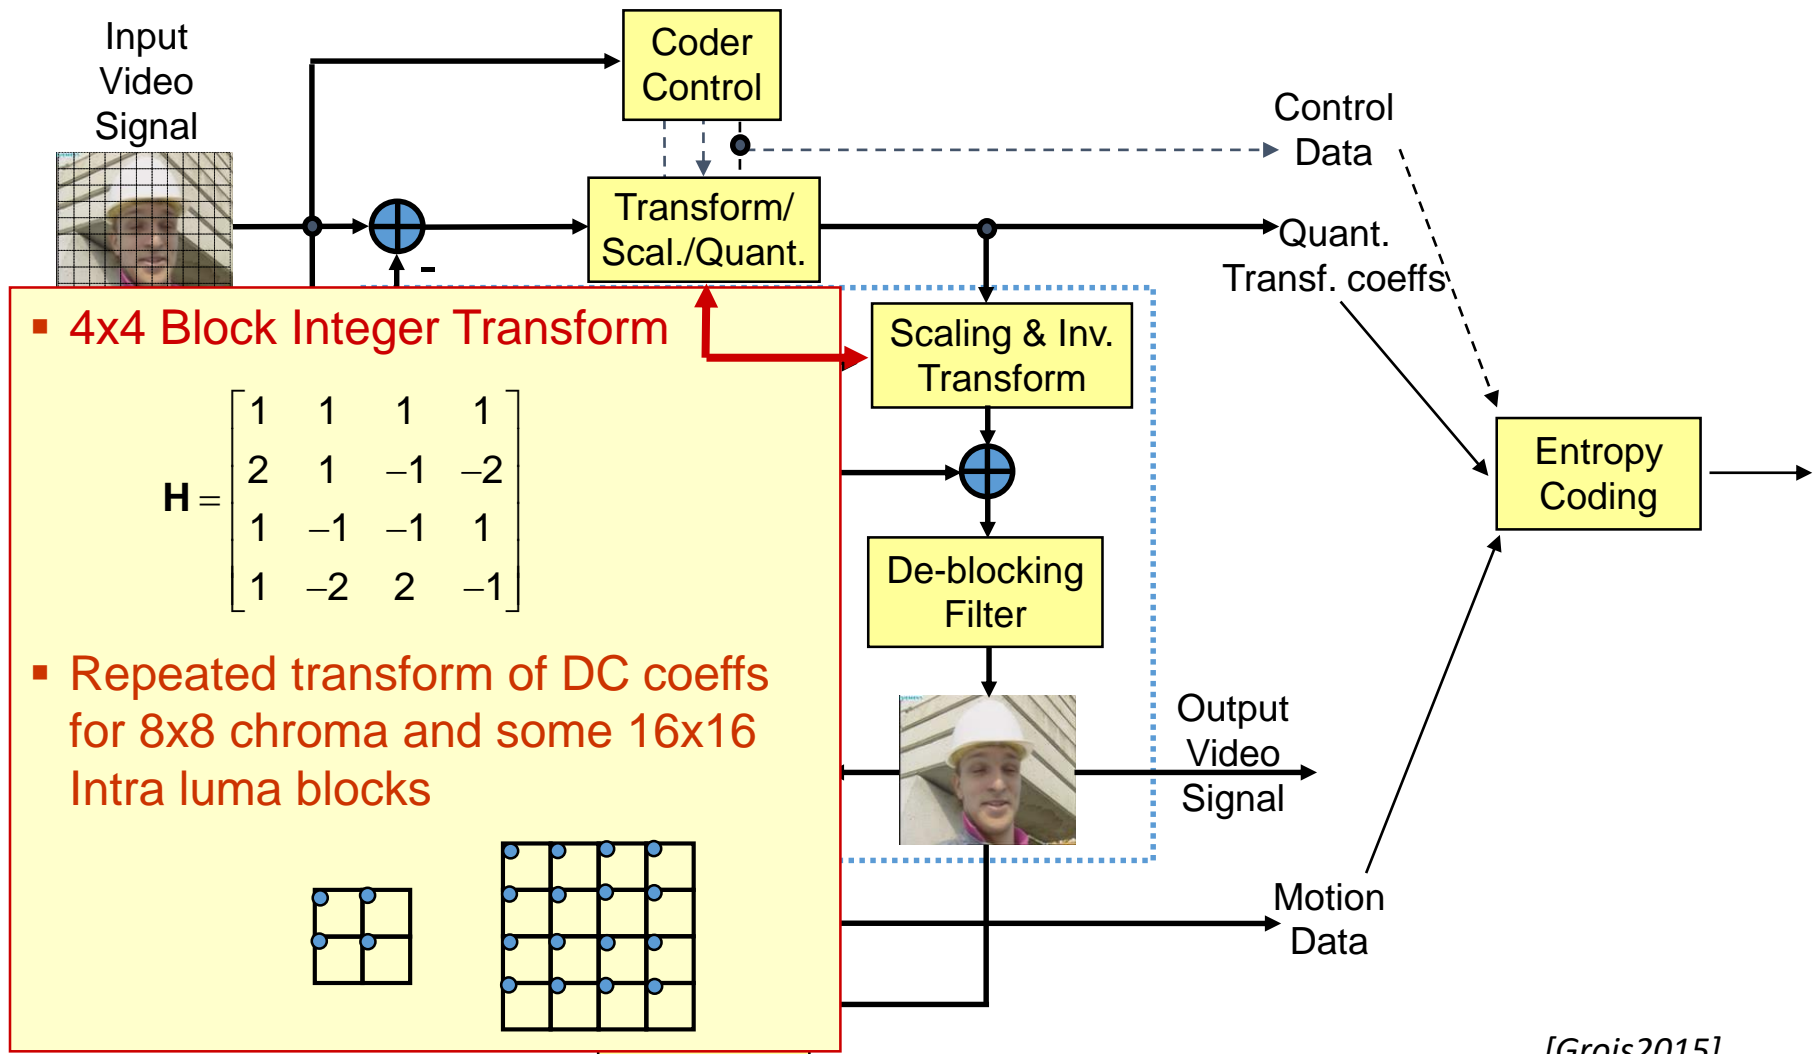 Input
Video
Signal
Coder
Control
Control
Data
Transform/
Scal./Quant.
Quant.
Transf. coeffs
-
▪ 4x4 Block Integer Transform
H = [1 1 1 1
2 1 −1 −2
1 −1 −1 1
1 −2 2 −1]
▪ Repeated transform of DC coeffs
for 8x8 chroma and some 16x16
Intra luma blocks
Scaling & Inv.
Transform
Entropy
Coding
De-blocking
Filter
Output
Video
Signal
Motion
Data
[Grois2015]